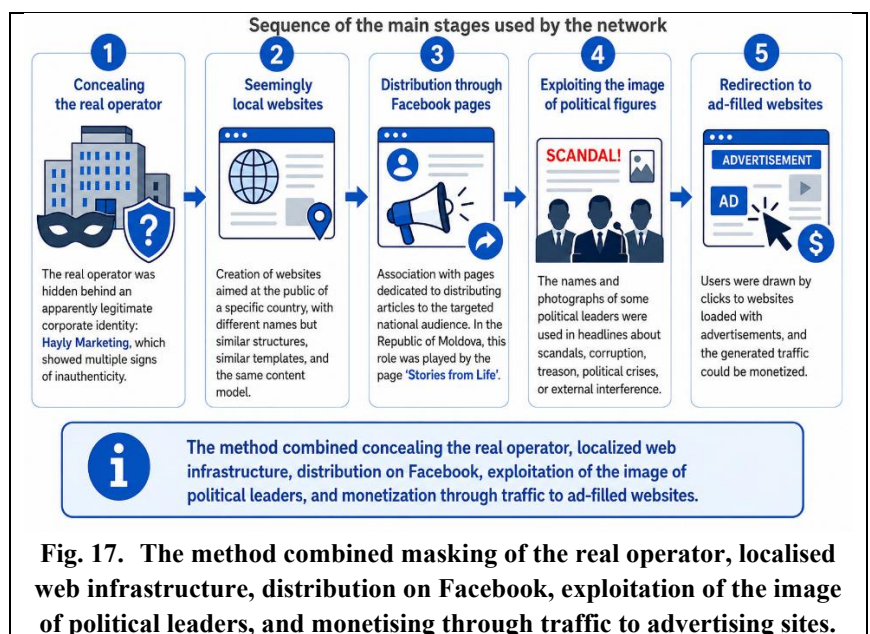 Sequence of the main stages used by the network
1
Concealing
the real operator
?
The real operator was
hidden behind an
apparently legitimate
corporate identity:
Hayly Marketing, which
showed multiple signs
of inauthenticity.
2
Seemingly
local websites
Creation of websites
aimed at the public of
a specific country, with
different names but
similar structures,
similar templates, and
the same content
model.
3
Distribution through
Facebook pages
Association with pages
dedicated to distributing
articles to the targeted
national audience. In the
Republic of Moldova, this
role was played by the
page ‘Stories from Life’.
4
Exploiting the image
of political figures
SCANDAL!
The names and
photographs of some
political leaders were
used in headlines about
scandals, corruption,
treason, political crises,
or external interference.
5
Redirection to
ad-filled websites
ADVERTISEMENT
AD
$
Users were drawn by
clicks to websites
loaded with
advertisements, and
the generated traffic
could be monetized.
i
The method combined concealing the real operator, localized web
infrastructure, distribution on Facebook, exploitation of the image of
political leaders, and monetization through traffic to ad-filled websites.
Fig. 17. The method combined masking of the real operator, localised
web infrastructure, distribution on Facebook, exploitation of the image
of political leaders, and monetising through traffic to advertising sites.